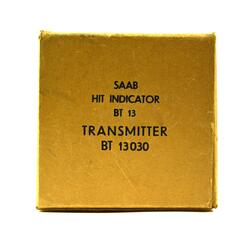 SAAB
HIT INDICATOR
BT 13
TRANSMITTER
BT 13030